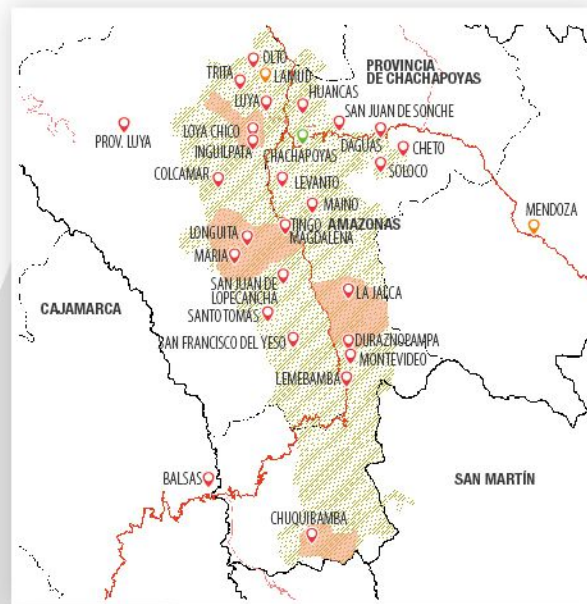 OLTO
TRITA
LAMUD
PROVINCIA
DE CHACHAPOYAS
LUYA
HUANCAS
SAN JUAN DE SONCHE
PROV. LUYA
LOYA CHICO
CHACHAPOYAS
DAGUAS
CHETO
INGUILPATA
SOLOCO
COLCAMAR
LEVANTO
MAINO
MENDOZA
TINGO
AMAZONAS
MAGDALENA
LONGUITA
MARIA
SAN JUAN DE
LOPECANCHA
LA JALCA
CAJAMARCA
SANTO TOMAS
SAN FRANCISCO DEL YESO
DURAZNOPAMPA
MONTEVIDEO
LEMEBAMBA
BALSAS
SAN MARTÍN
CHUQUIBAMBA